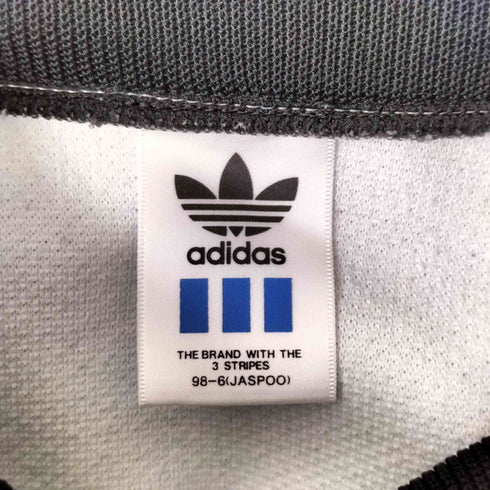 adidas
THE BRAND WITH THE
3 STRIPES
98-6(JASPOO)